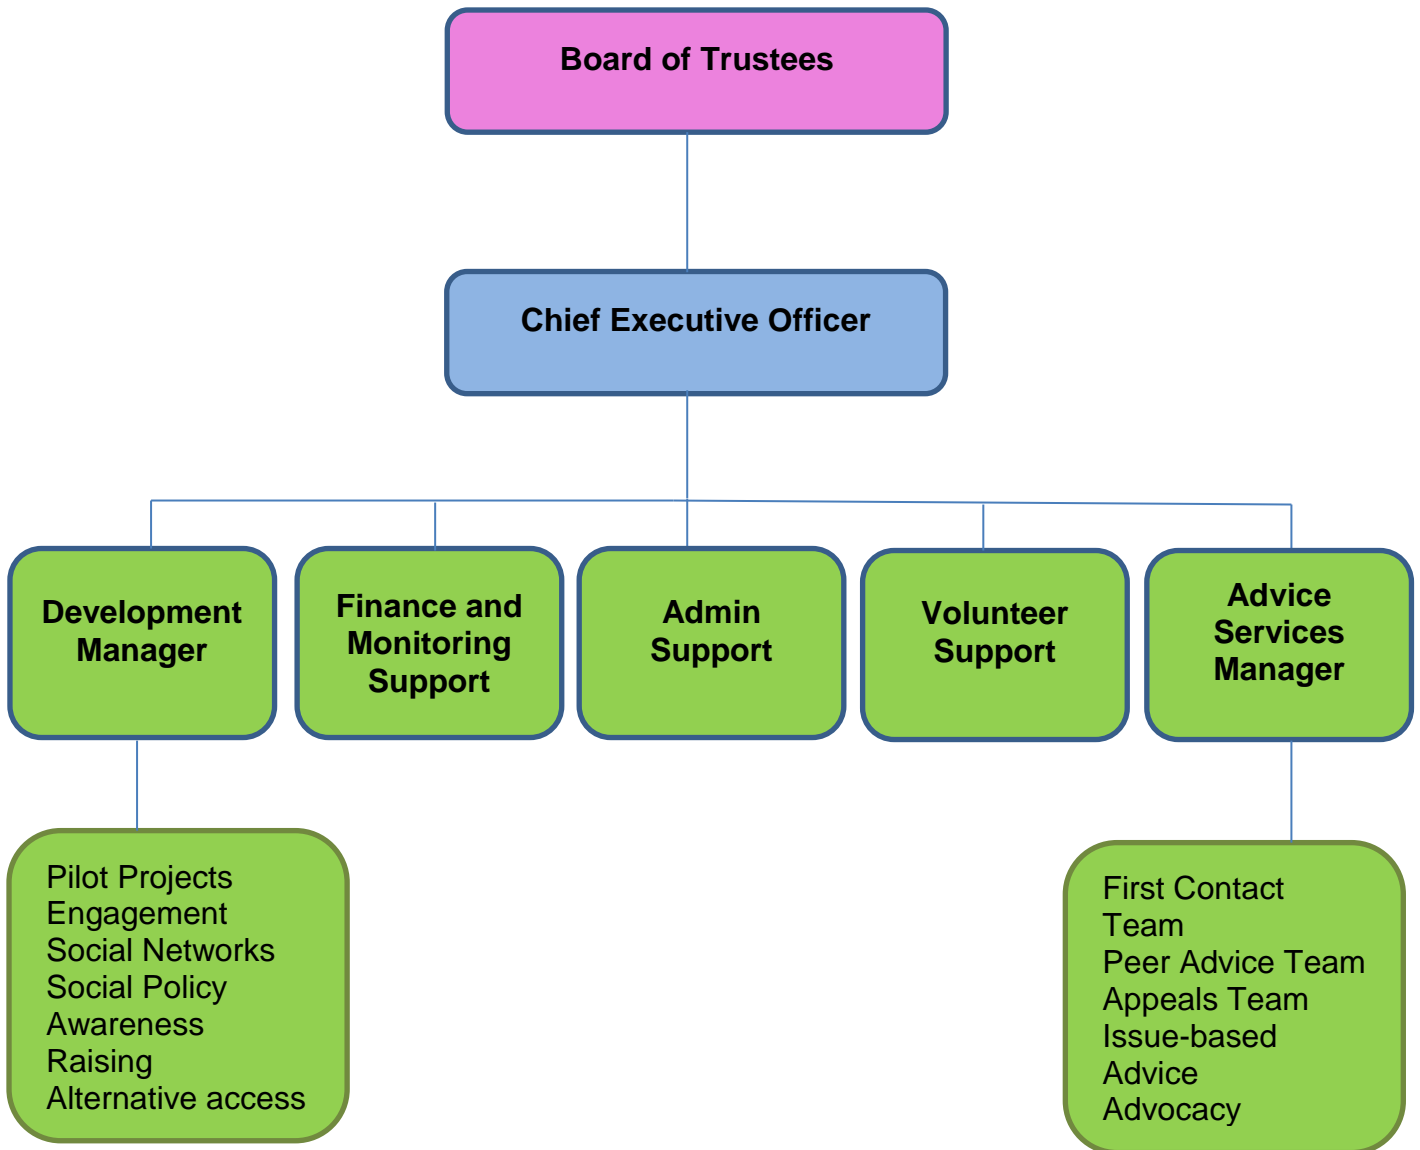 Board of Trustees
Chief Executive Officer
Development
Manager
Finance and
Monitoring
Support
Admin
Support
Volunteer
Support
Advice
Services
Manager
Pilot Projects
Engagement
Social Networks
Social Policy
Awareness
Raising
Alternative access
First Contact
Team
Peer Advice Team
Appeals Team
Issue-based
Advice
Advocacy